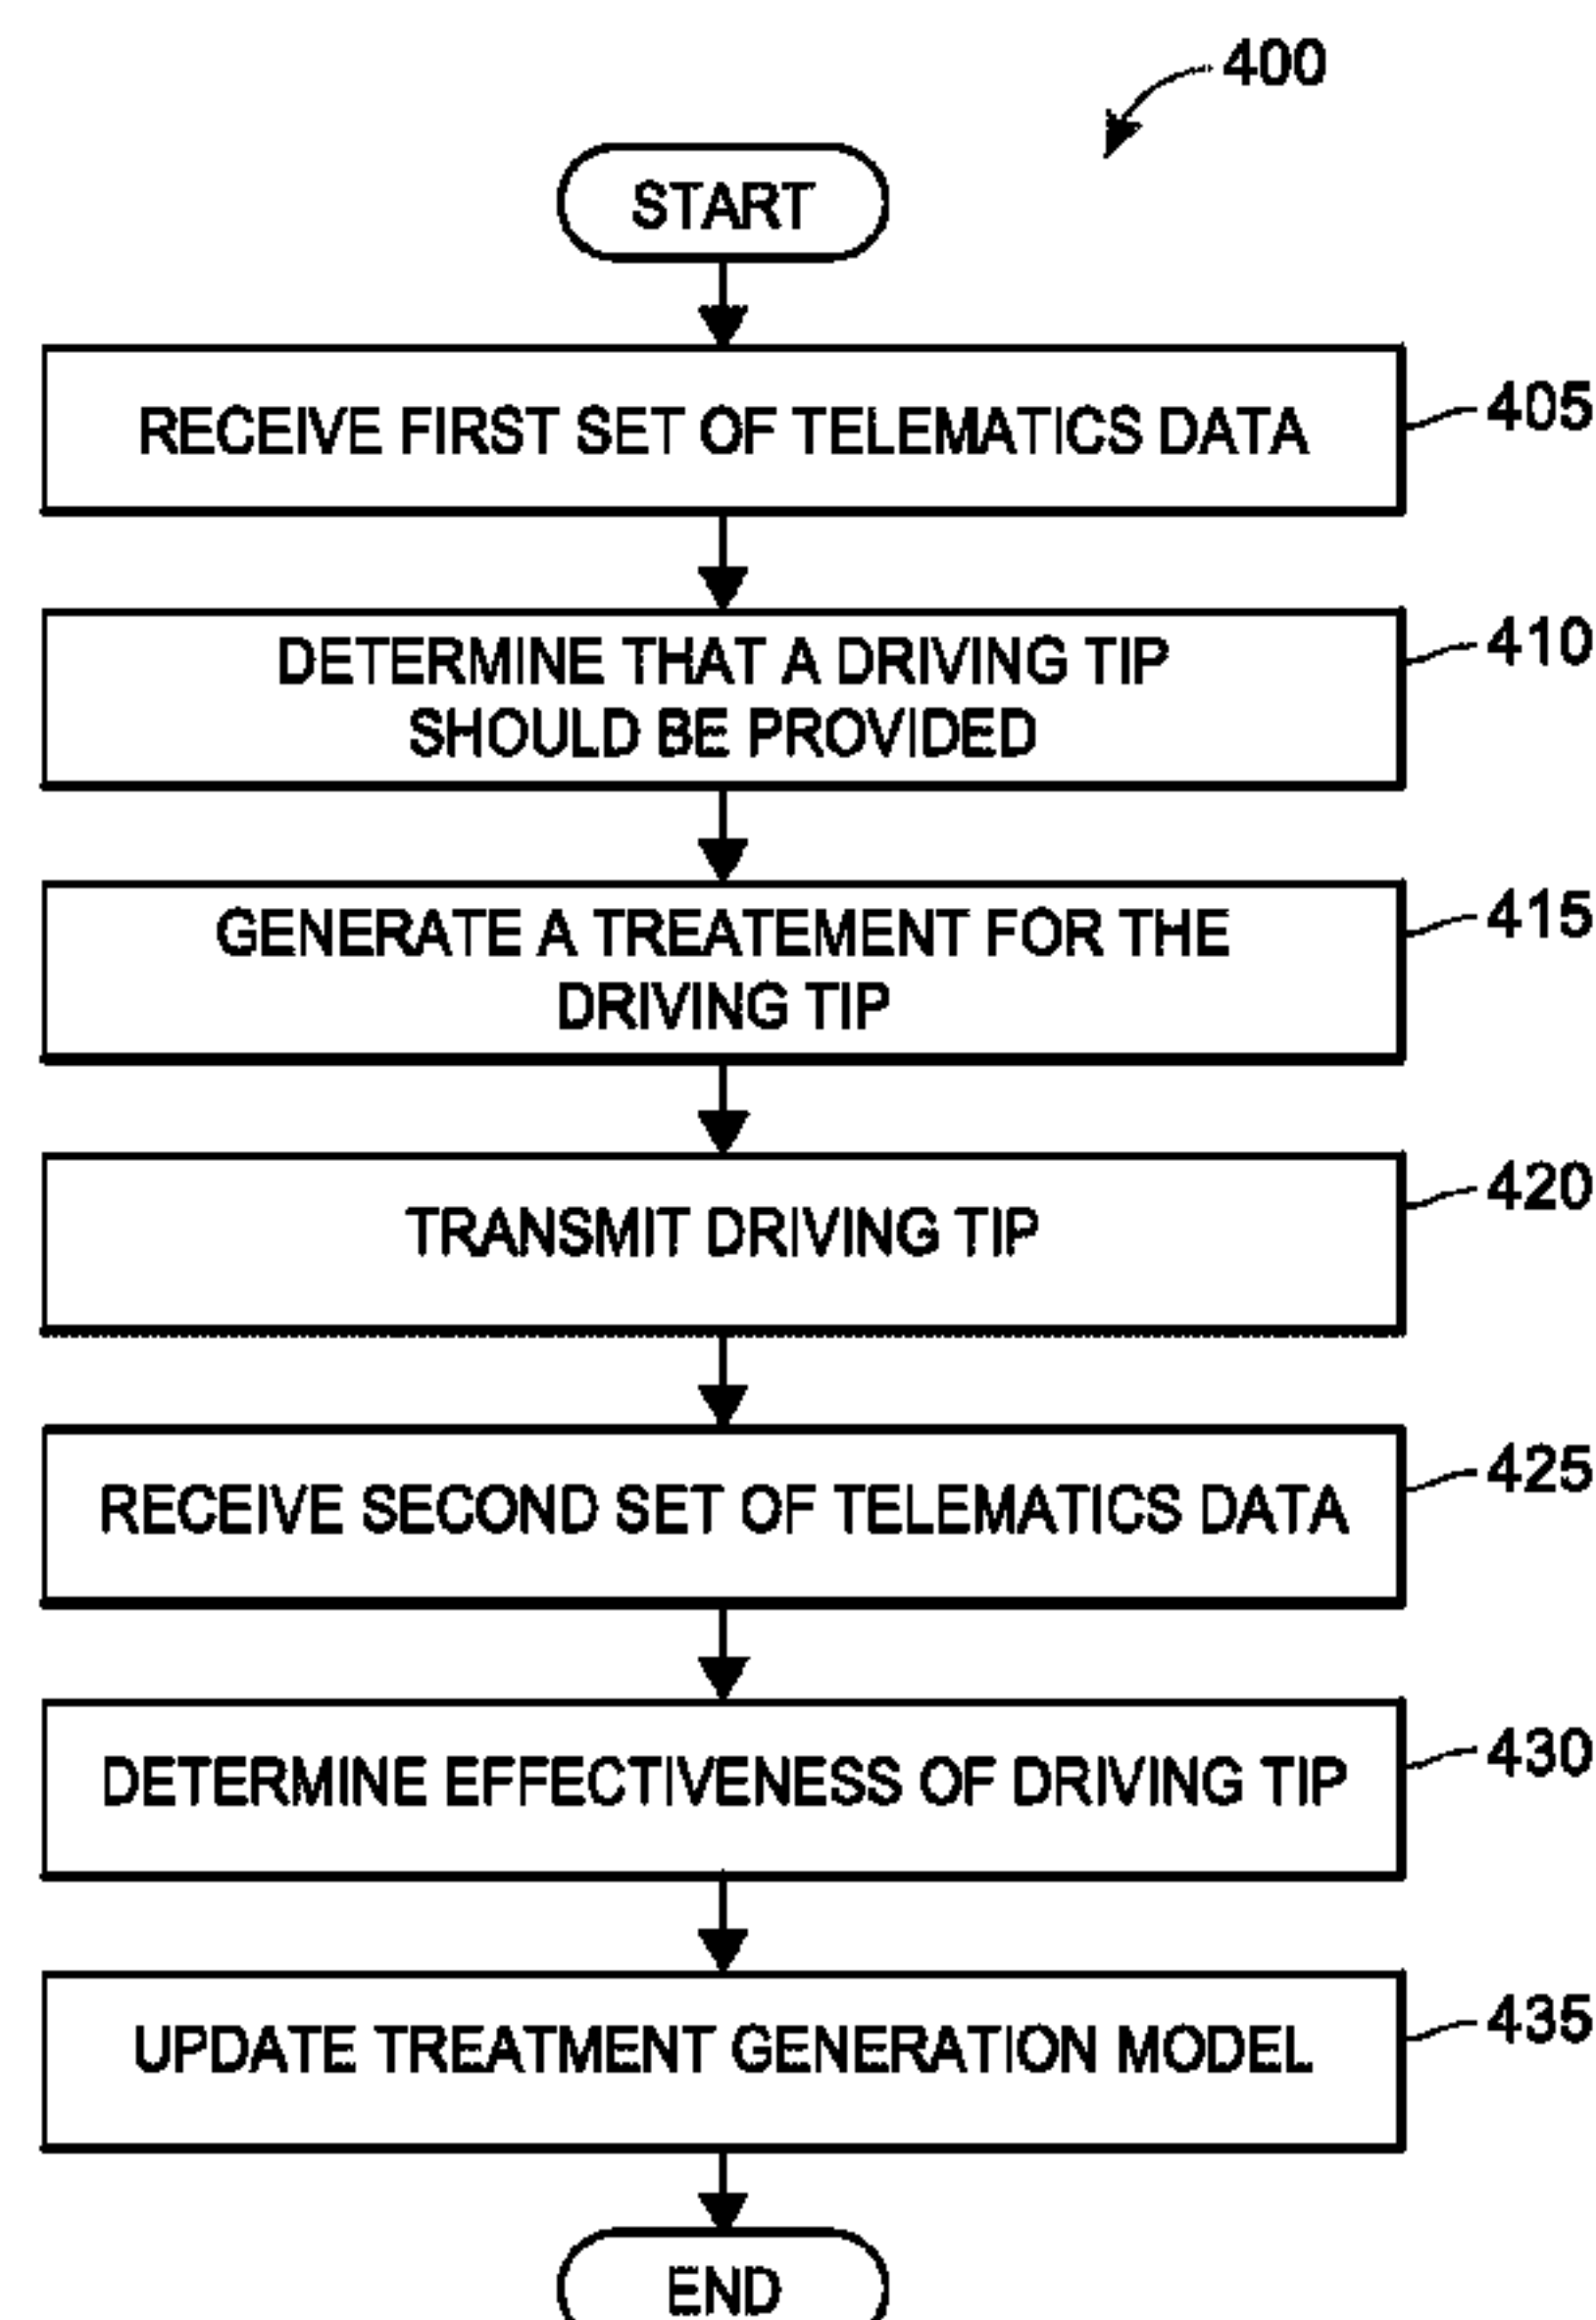 400
START
RECEIVE FIRST SET OF TELEMATICS DATA
405
DETERMINE THAT A DRIVING TIP
SHOULD BE PROVIDED
410
GENERATE A TREATEMENT FOR THE
DRIVING TIP
415
TRANSMIT DRIVING TIP
420
RECEIVE SECOND SET OF TELEMATICS DATA
425
DETERMINE EFFECTIVENESS OF DRIVING TIP
430
UPDATE TREATMENT GENERATION MODEL
435
END